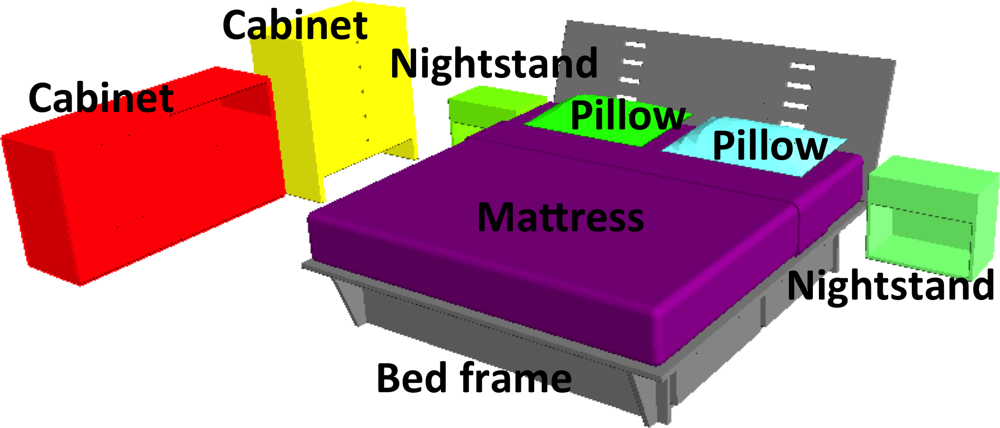 Cabinet
Nightstand
Cabinet
Pillow
Pillow
Mattress
Nightstand
Bed frame